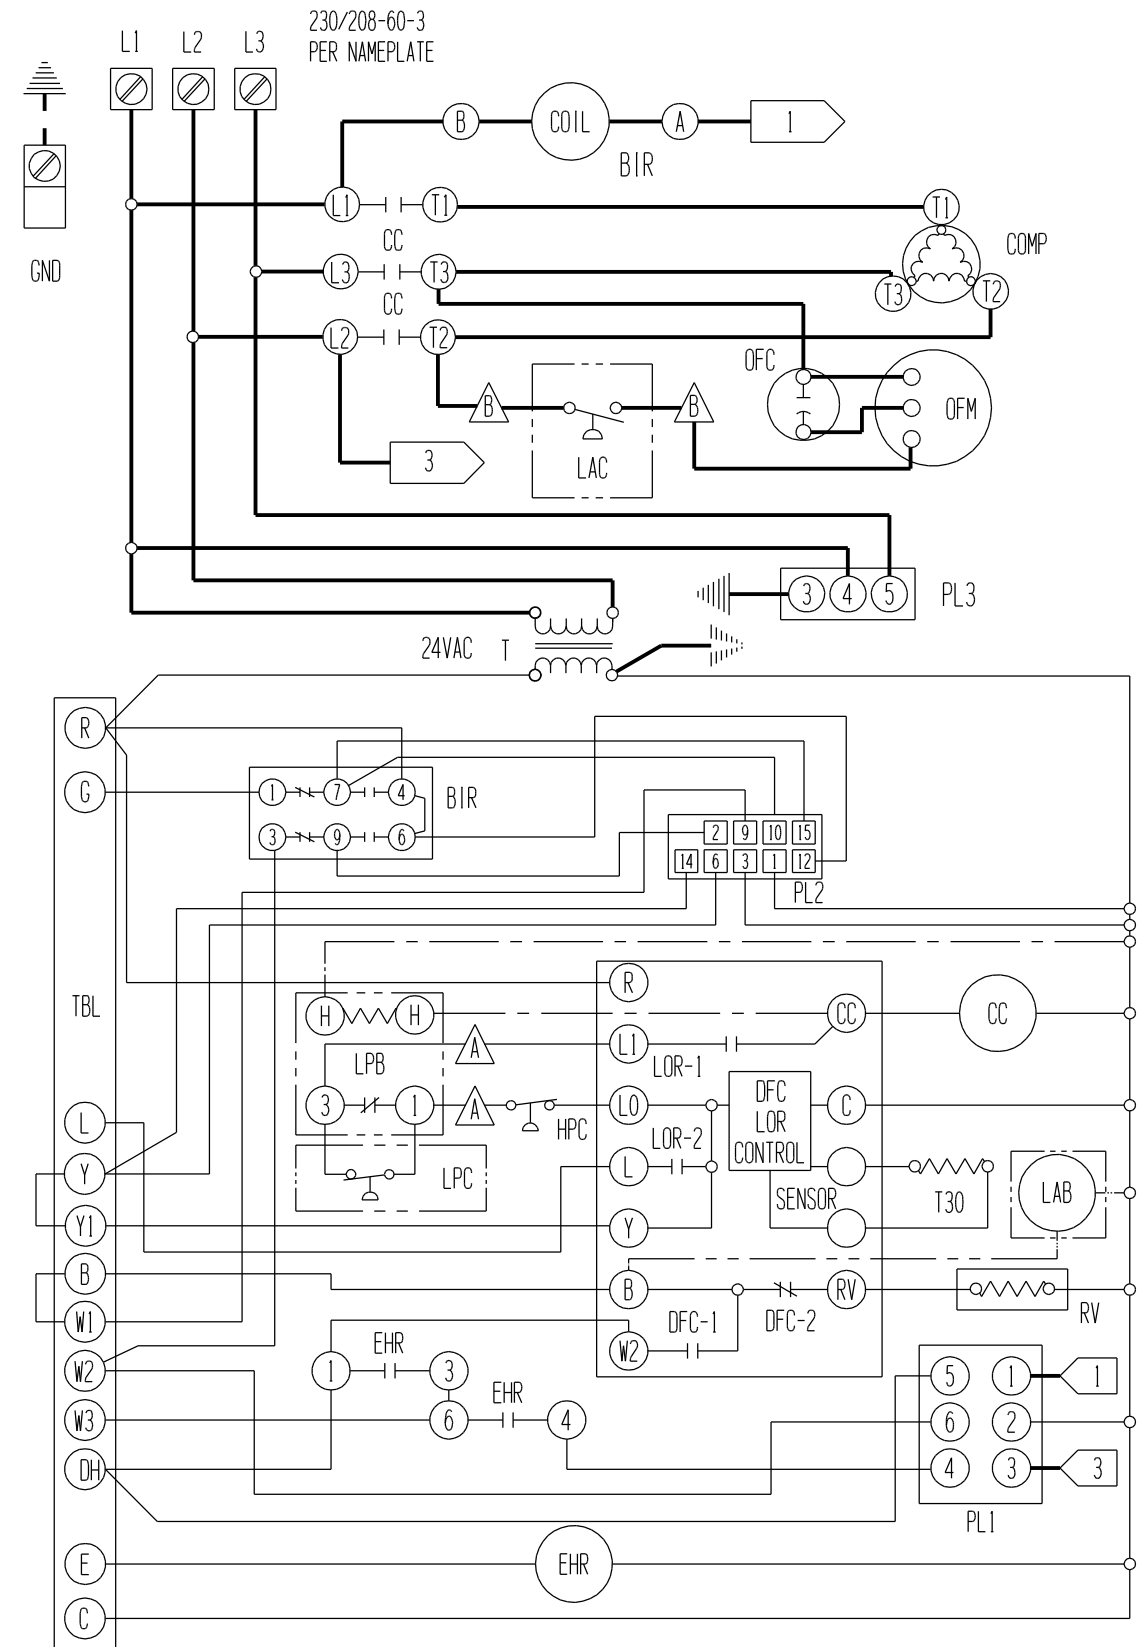 230/208-60-3
PER NAMEPLATE
L1 L2 L3
B COIL A 1
BIR
GND
L1 T1 T1
CC
COMP
L3 T3 T3 T2
CC
L2 T2
OFC
B B OFM
LAC
3
3 4 5 PL3
24VAC T
R
G 1 7 4 BIR
3 9 6
2 9 10 15
14 6 3 1 12
PL2
TBL
R
H H CC CC
L1 LOR-1
LPB A
3 1 A HPC LO DFC LOR CONTROL C
L LOR-2
LPC L
Y SENSOR T30 LAB
Y1 Y
B B RV RV
DFC-1 DFC-2
W1 W2
EHR
W2 1 3 5 1 1
EHR
W3 6 4 6 2
DH 4 3 3
PL1
E EHR
C